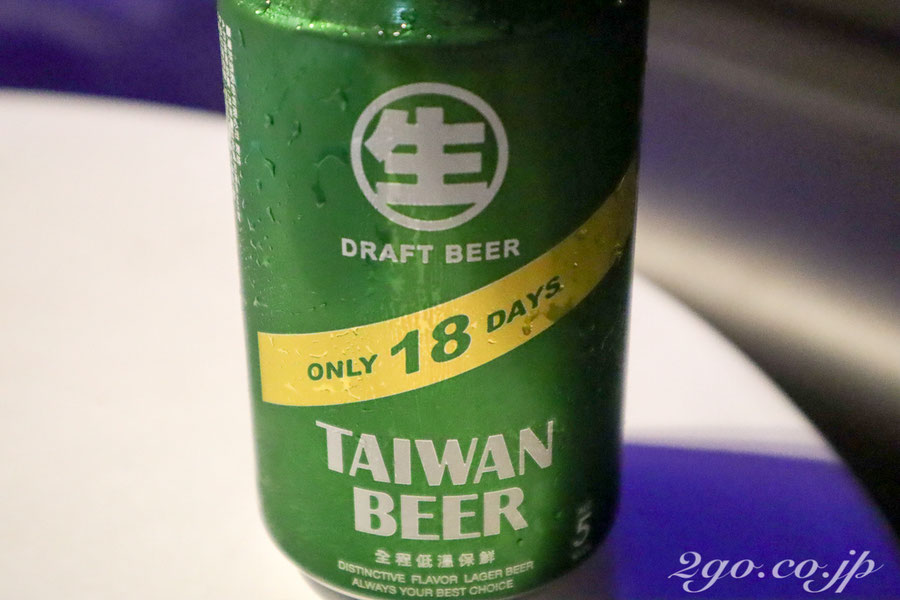 生
DRAFT BEER
ONLY 18 DAYS
TAIWAN
BEER
全程低溫保鮮
DISTINCTIVE FLAVOR LAGER BEER
ALWAYS YOUR BEST CHOICE
5
2go.co.jp